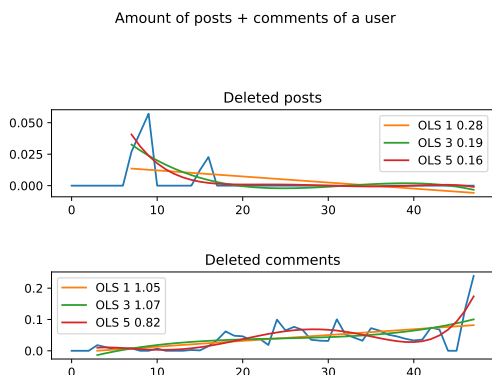 Amount of posts + comments of a user
Deleted posts
0.050
0.025
0.000
OLS 1 0.28
OLS 3 0.19
OLS 5 0.16
0 10 20 30 40
Deleted comments
0.2
0.1
0.0
OLS 1 1.05
OLS 3 1.07
OLS 5 0.82
0 10 20 30 40